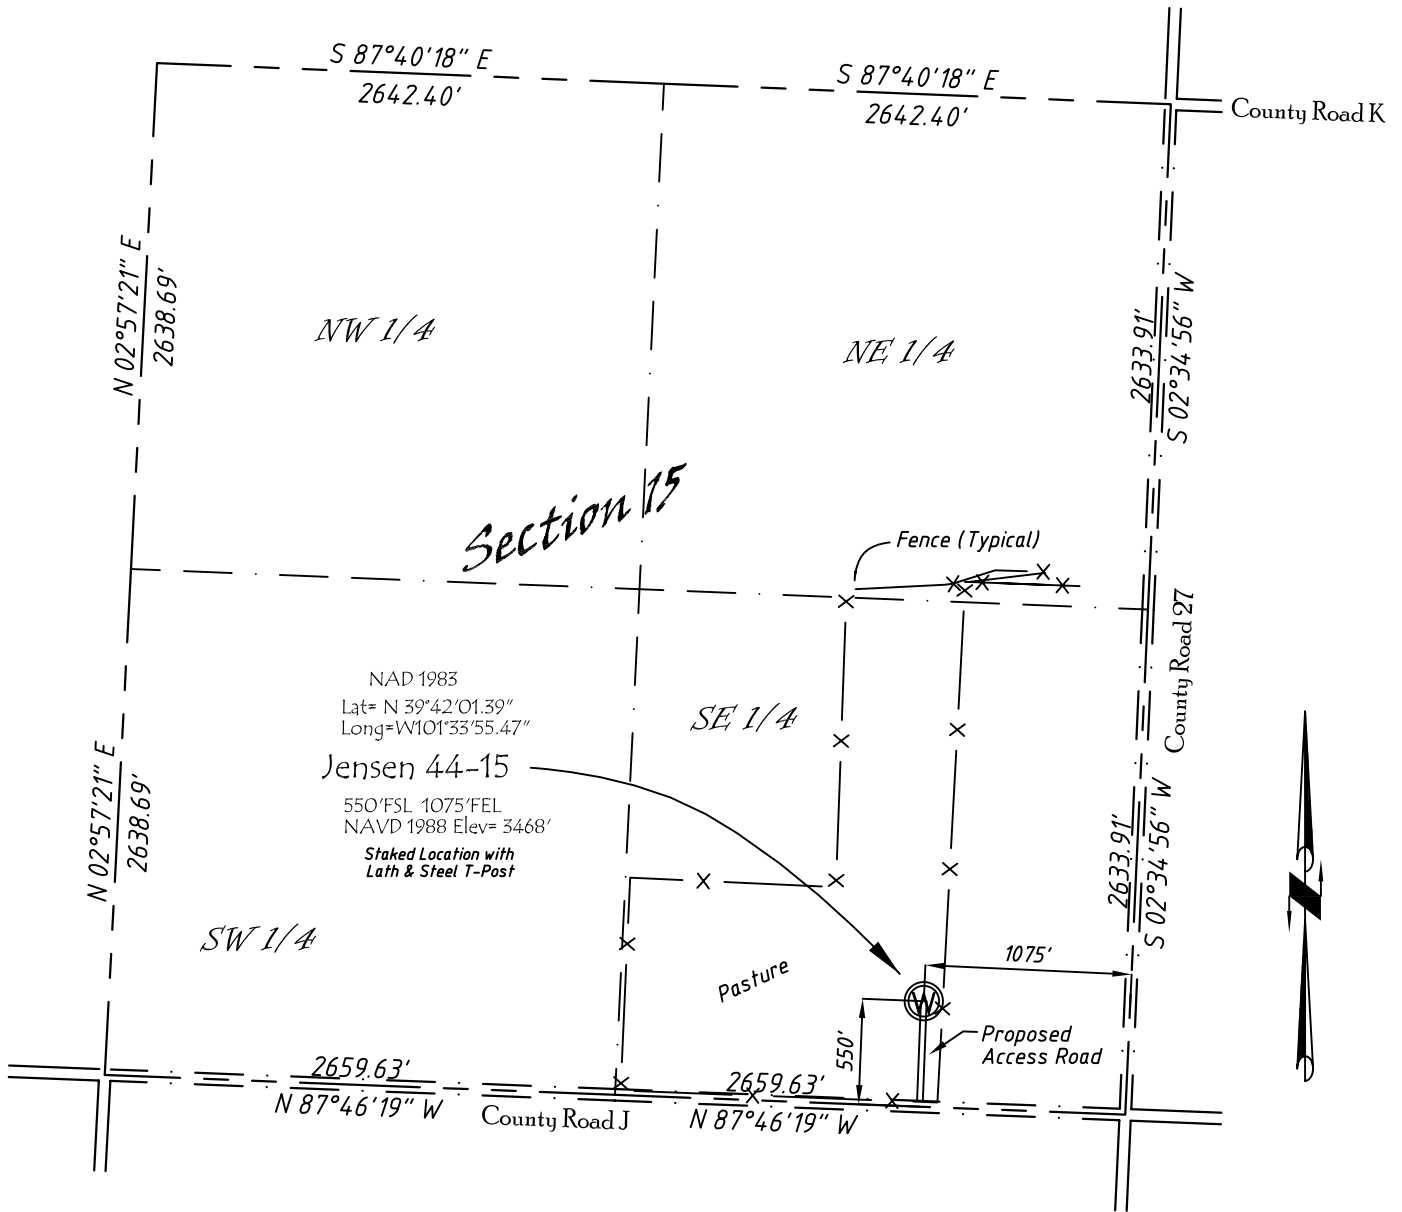 S 87°40'18" E
2642.40'
S 87°40'18" E
2642.40'
County Road K
N 02°57'21" E
2638.69'
NW 1/4
NE 1/4
2633.91'
S 02°34'56" W
Section 15
Fence (Typical)
County Road 27
NAD 1983
Lat= N 39°42'01.39"
Long=W101°33'55.47"
Jensen 44-15
550'FSL 1075'FEL
NAVD 1988 Elev= 3468'
Staked Location with
Lath & Steel T-Post
SE 1/4
N 02°57'21" E
2638.69'
2633.91'
S 02°34'56" W
SW 1/4
Pasture
1075'
W
550'
Proposed
Access Road
2659.63'
N 87°46'19" W
County Road J
2659.63'
N 87°46'19" W